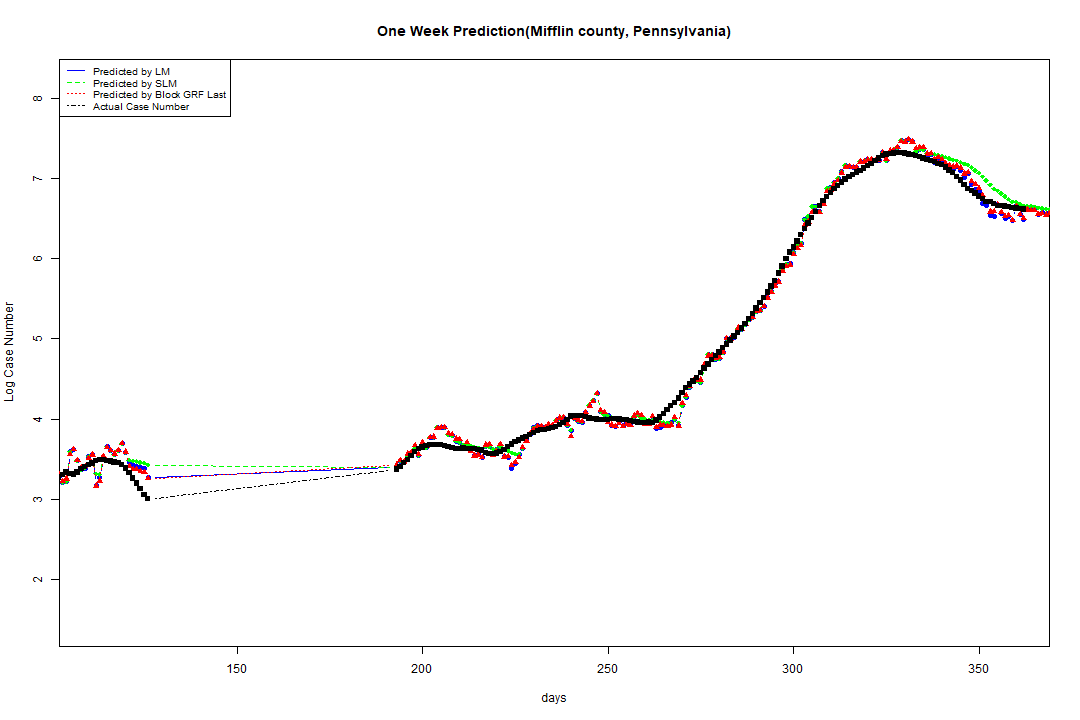 One Week Prediction(Mifflin county, Pennsylvania)
Predicted by LM
Predicted by SLM
Predicted by Block GRF Last
Actual Case Number
8
7
6
5
4
3
2
Log Case Number
150 200 250 300 350
days